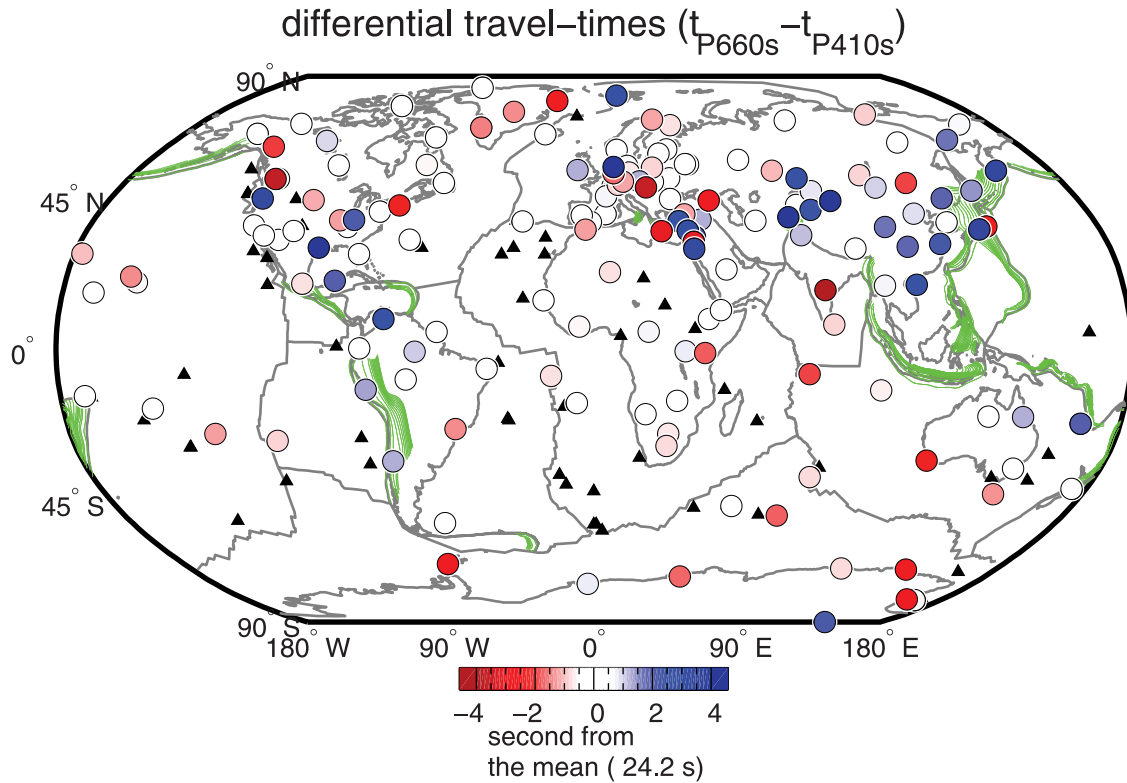 differential travel–times (tP660s–tP410s)
90° N
45° N
0°
45° S
90° S
180° W 90° W 0° 90° E 180° E
–4 –2 0 2 4
second from
the mean ( 24.2 s)